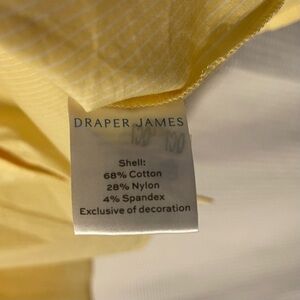 DRAPER JAMES
Shell:
68% Cotton
28% Nylon
4% Spandex
Exclusive of decoration